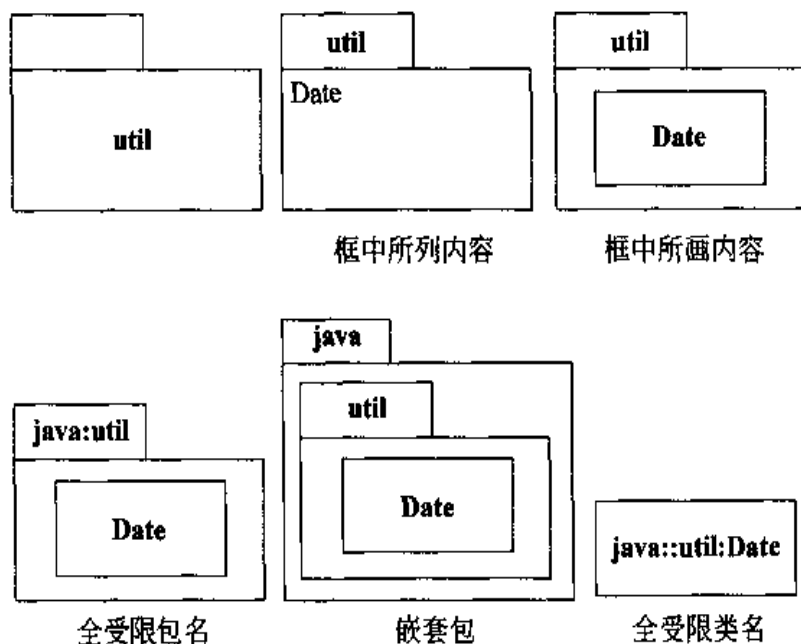 util
util
Date
util
Date
框中所列内容
框中所画内容
java:util
Date
全受限包名
java
util
Date
嵌套包
java::util:Date
全受限类名